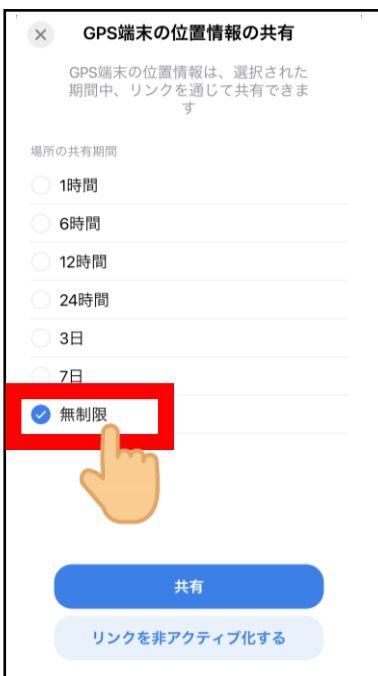 GPS端末の位置情報の共有
GPS端末の位置情報は、選択された
期間中、リンクを通じて共有できま
す
場所の共有期間
1時間
6時間
12時間
24時間
3日
7日
無制限
共有
リンクを非アクティブ化する